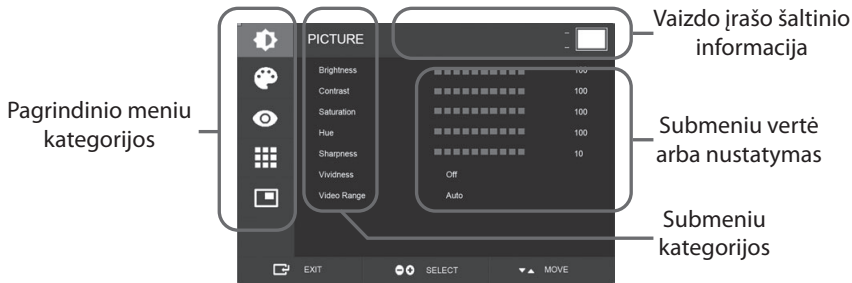 Pagrindinio meniu
kategorijos
PICTURE
Brightness 100
Contrast 100
Saturation 100
Hue 100
Sharpness 10
Vividness Off
Video Range Auto
EXIT SELECT MOVE
Vaizdo įrašo šaltinio
informacija
Submeniu vertė
arba nustatymas
Submeniu
kategorijos